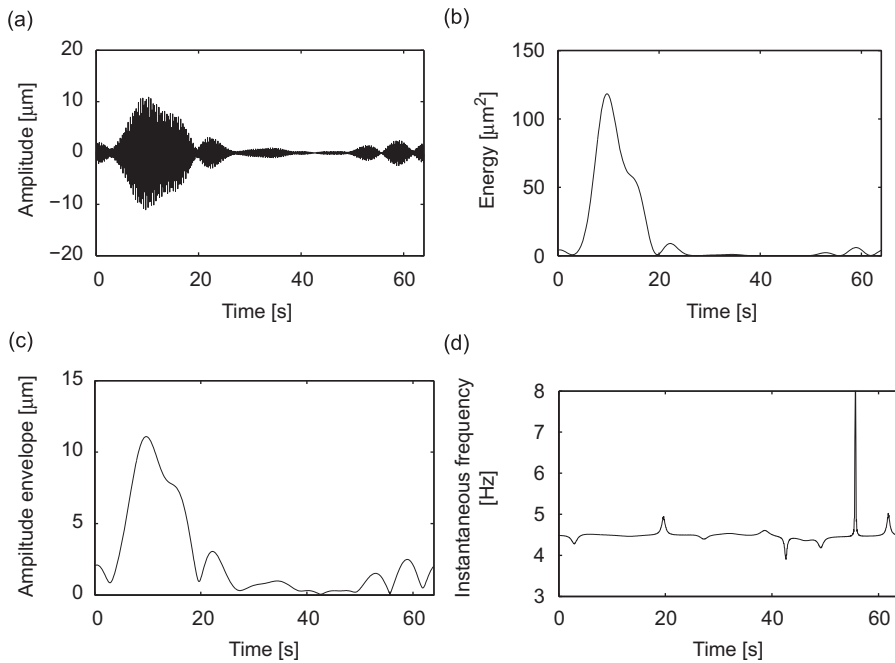 (a)
20
10
0
−10
−20
Amplitude [μm]
0 20 40 60
Time [s]
(b)
150
100
50
0
Energy [μm²]
0 20 40 60
Time [s]
(c)
15
10
5
0
Ampiltude envelope [μm]
0 20 40 60
Time [s]
(d)
8
7
6
5
4
3
Instantaneous frequency
[Hz]
0 20 40 60
Time [s]